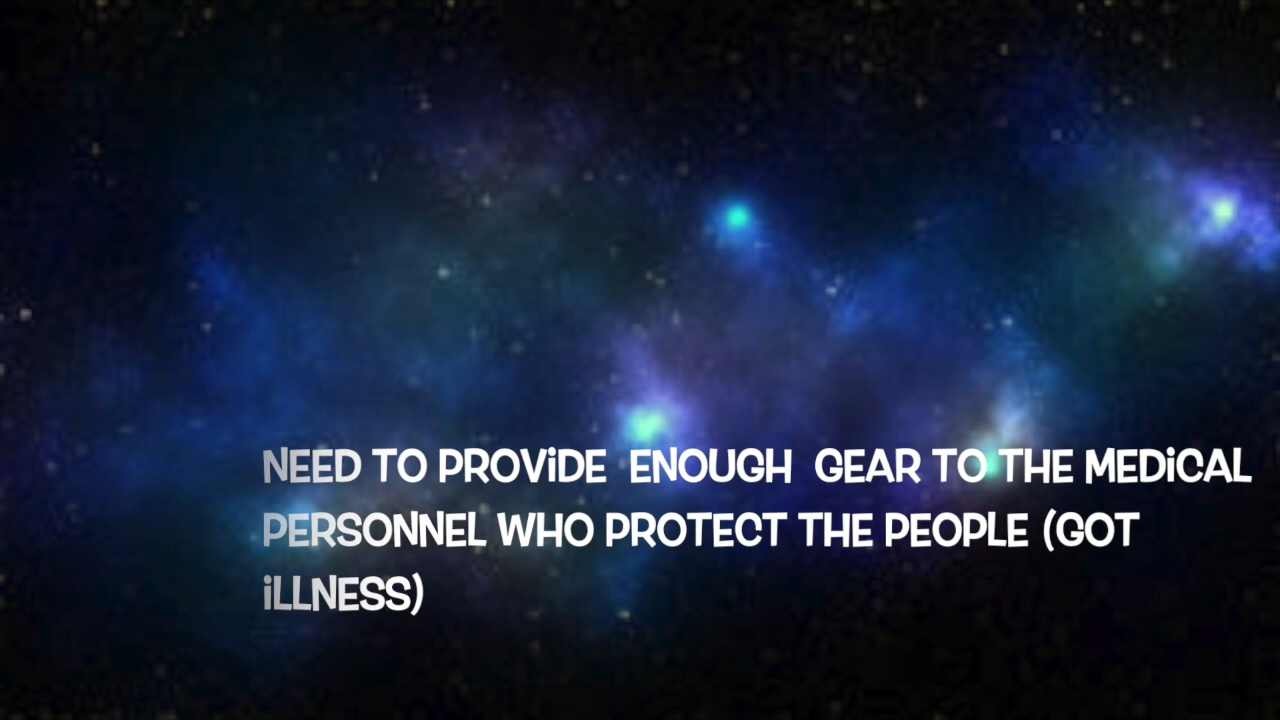 NEED TO PROViDE ENOUGH GEAR TO THE MEDiCAL
PERSONNEL WHO PROTECT THE PEOPLE (GOT
iLLNESS)